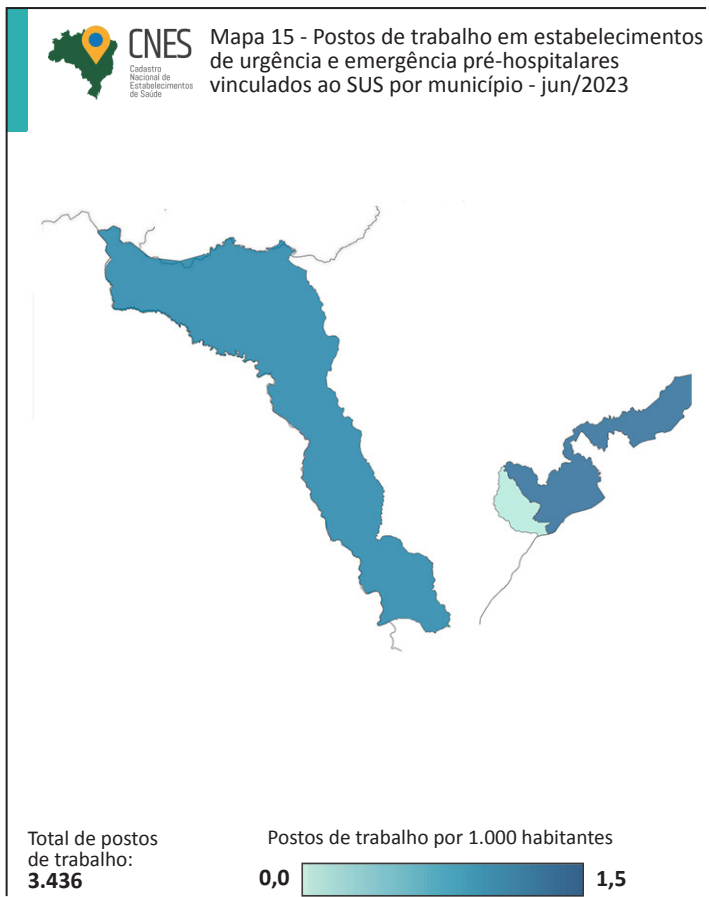 CNES
Cadastro
Nacional de
Estabelecimentos
de Saúde
Mapa 15 - Postos de trabalho em estabelecimentos
de urgência e emergência pré-hospitalares
vinculados ao SUS por município - jun/2023
Total de postos
de trabalho:
3.436
Postos de trabalho por 1.000 habitantes
0,0
1,5